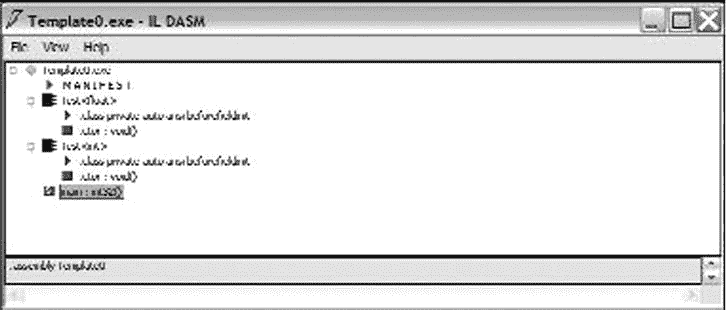 Template0.exe - IL DASM
File View Help
Template0.exe
MANIFEST
Test<float>
.class private auto ansi beforefieldinit
.ctor : void()
Test<int>
.class private auto ansi beforefieldinit
.ctor : void()
main : int32()
.assembly Template0